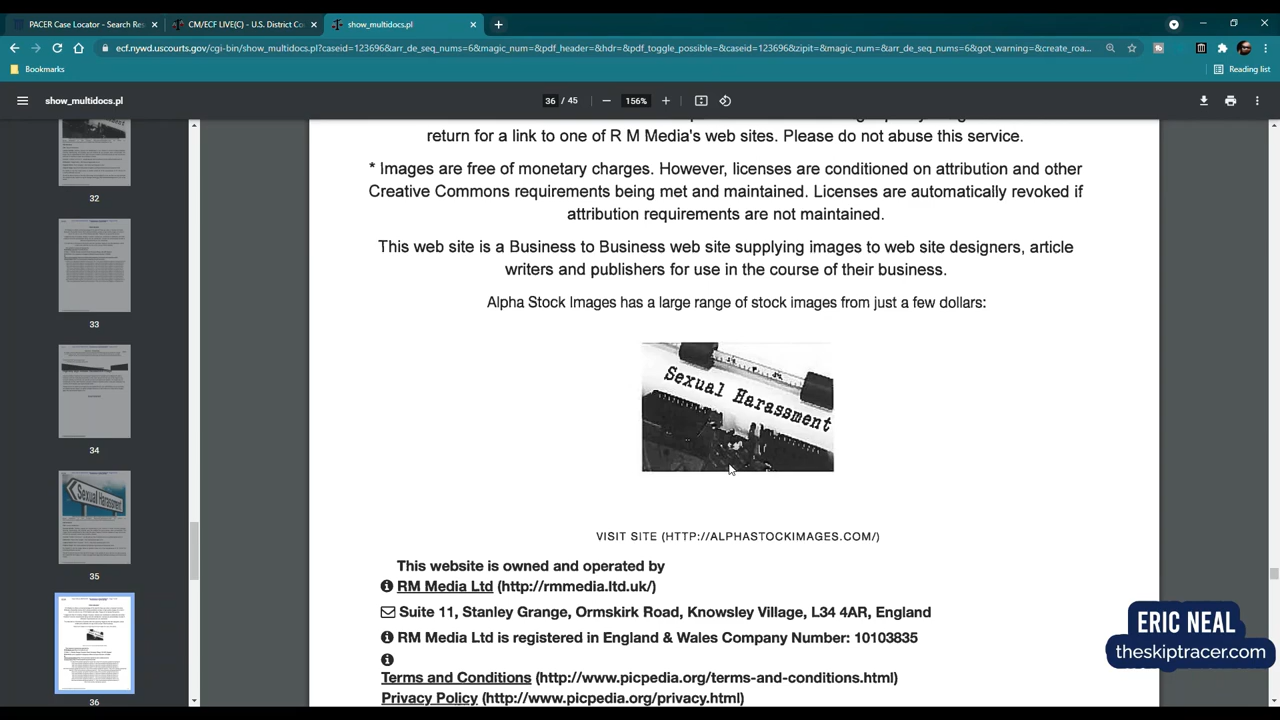 PACER Case Locator - Search Res
CM/ECF LIVE(C) - U.S. District Co
show_multidocs.pl
ecf.nywd.uscourts.gov/cgi-bin/show_multidocs.pl?caseid=123696&arr_de_seq_nums=6&magic_num=&pdf_header=&hdr=&pdf_toggle_possible=&caseid=123696&zipit=&magic_num=&arr_de_seq_nums=6&got_warning=&create_roa...
Bookmarks
Reading list
show_multidocs.pl
36 / 45
156%
return for a link to one of R M Media's web sites. Please do not abuse this service.
* Images are free of monetary charges. However, licenses are conditioned on attribution and other
Creative Commons requirements being met and maintained. Licenses are automatically revoked if
attribution requirements are not maintained.
This web site is a Business to Business web site supplying images to web site designers, article
writers and publishers for use in the course of their business.
Alpha Stock Images has a large range of stock images from just a few dollars:
Sexual Harassment
VISIT SITE (HTTP://ALPHASTOCKIMAGES.COM/)
This website is owned and operated by
RM Media Ltd (http://rmmedia.ltd.uk/)
Suite 11, Stanley Grange, Ormskirk Road, Knowsley Village, L34 4AR, England
RM Media Ltd is registered in England & Wales Company Number: 10103835
Terms and Conditions (http://www.picpedia.org/terms-and-conditions.html)
Privacy Policy (http://www.picpedia.org/privacy.html)
32
33
34
Sexual Harassment
35
36
ERIC NEAL
theskiptracer.com